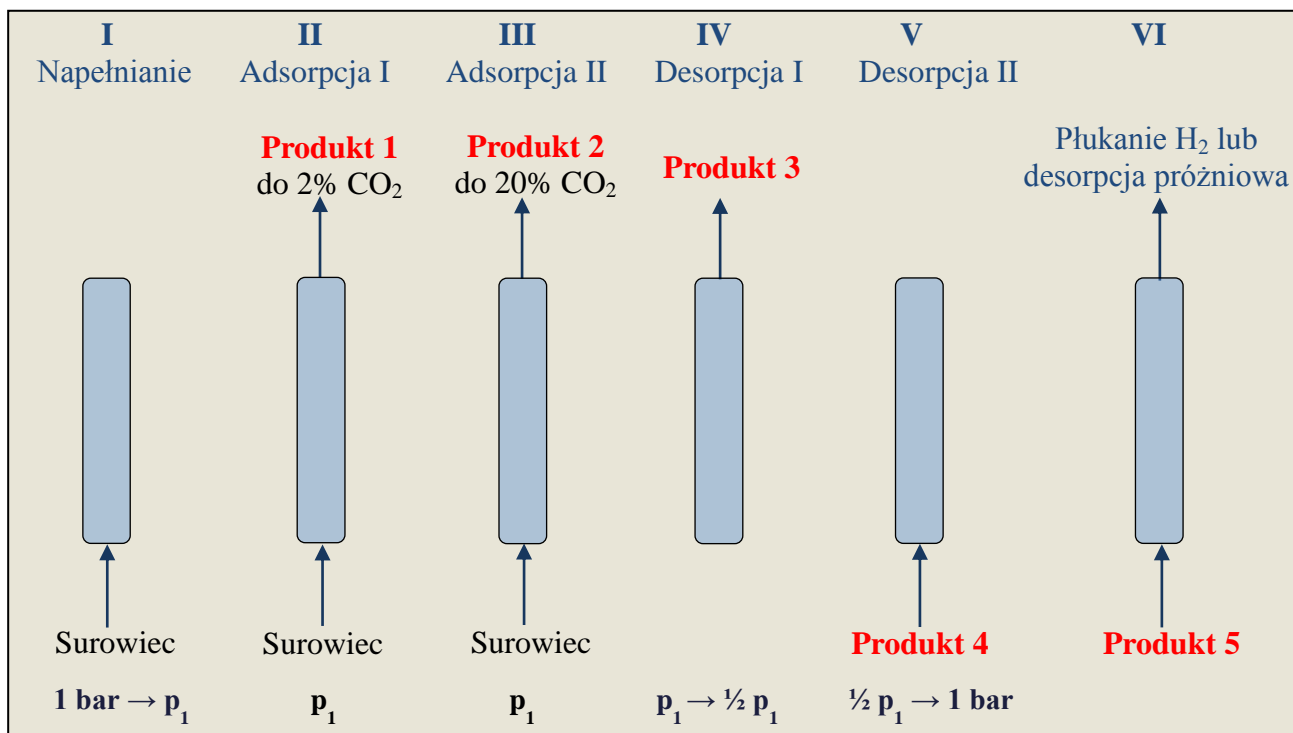 I
Napełnianie
II
Adsorpcja I
III
Adsorpcja II
IV
Desorpcja I
V
Desorpcja II
VI
Produkt 1
do 2% CO₂
Produkt 2
do 20% CO₂
Produkt 3
Płukanie H₂ lub
desorpcja próżniowa
Surowiec
Surowiec
Surowiec
Produkt 4
Produkt 5
1 bar → p₁
p₁
p₁
p₁ → ½ p₁
½ p₁ → 1 bar